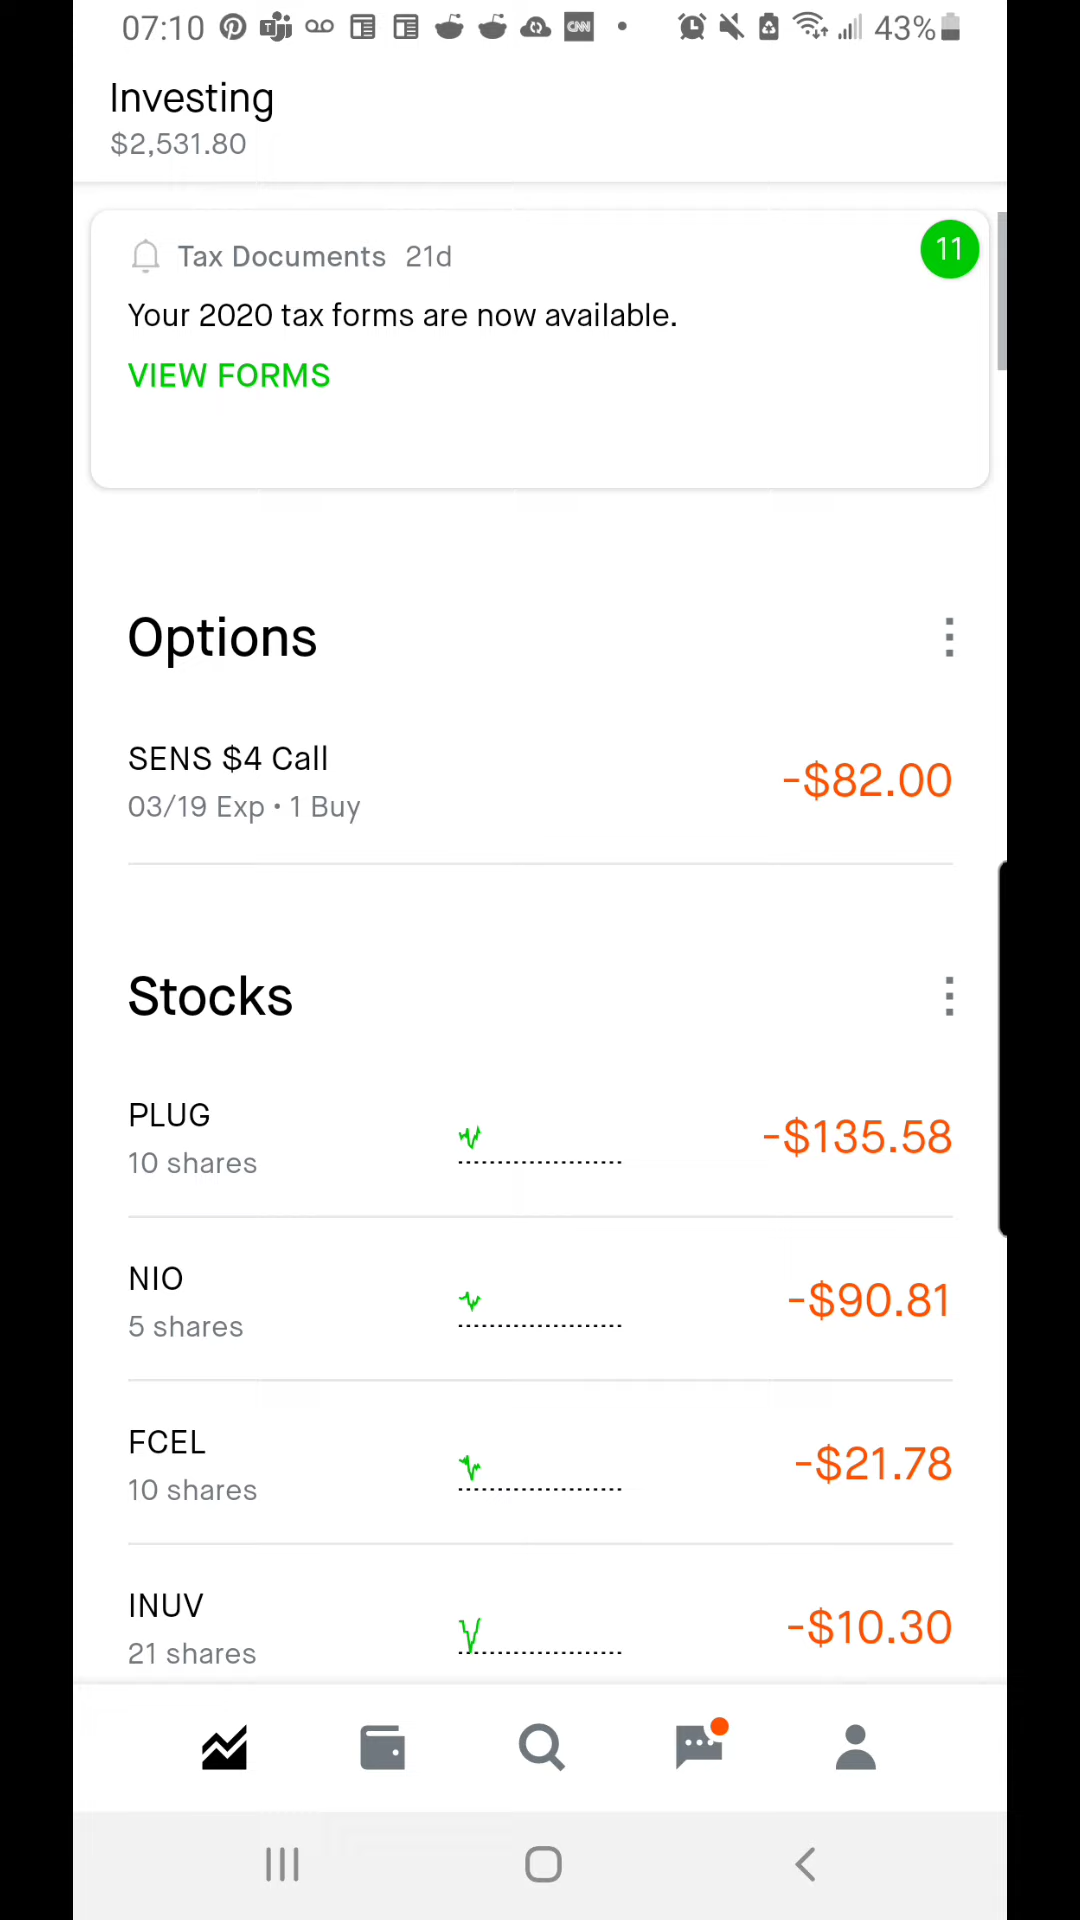 07:10 CNN 43%
Investing
$2,531.80
Tax Documents 21d 11
Your 2020 tax forms are now available.
VIEW FORMS
Options
SENS $4 Call
-$82.00
03/19 Exp • 1 Buy
Stocks
PLUG
-$135.58
10 shares
NIO
-$90.81
5 shares
FCEL
-$21.78
10 shares
INUV
-$10.30
21 shares